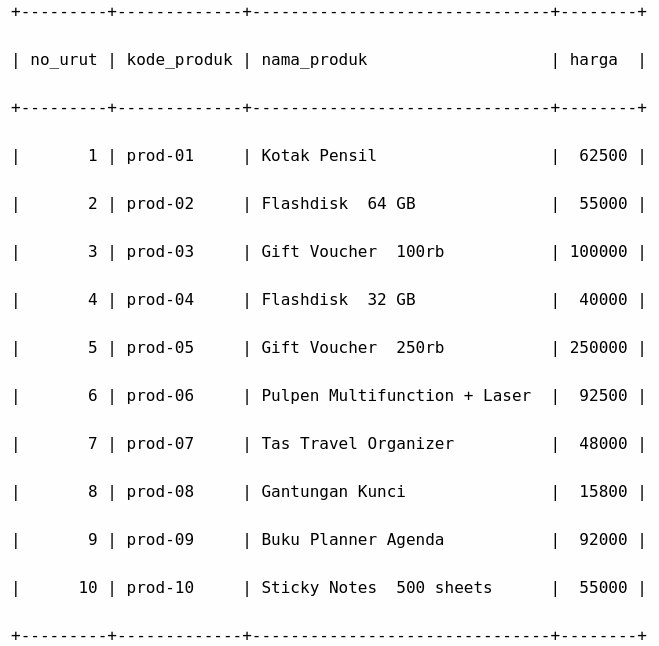 +---------+-------------+-------------------------------+--------+
| no_urut | kode_produk | nama_produk                   | harga  |
+---------+-------------+-------------------------------+--------+
|       1 | prod-01     | Kotak Pensil                  |  62500 |
|       2 | prod-02     | Flashdisk  64 GB              |  55000 |
|       3 | prod-03     | Gift Voucher  100rb           | 100000 |
|       4 | prod-04     | Flashdisk  32 GB              |  40000 |
|       5 | prod-05     | Gift Voucher  250rb           | 250000 |
|       6 | prod-06     | Pulpen Multifunction + Laser  |  92500 |
|       7 | prod-07     | Tas Travel Organizer          |  48000 |
|       8 | prod-08     | Gantungan Kunci               |  15800 |
|       9 | prod-09     | Buku Planner Agenda           |  92000 |
|      10 | prod-10     | Sticky Notes  500 sheets      |  55000 |
+---------+-------------+-------------------------------+--------+